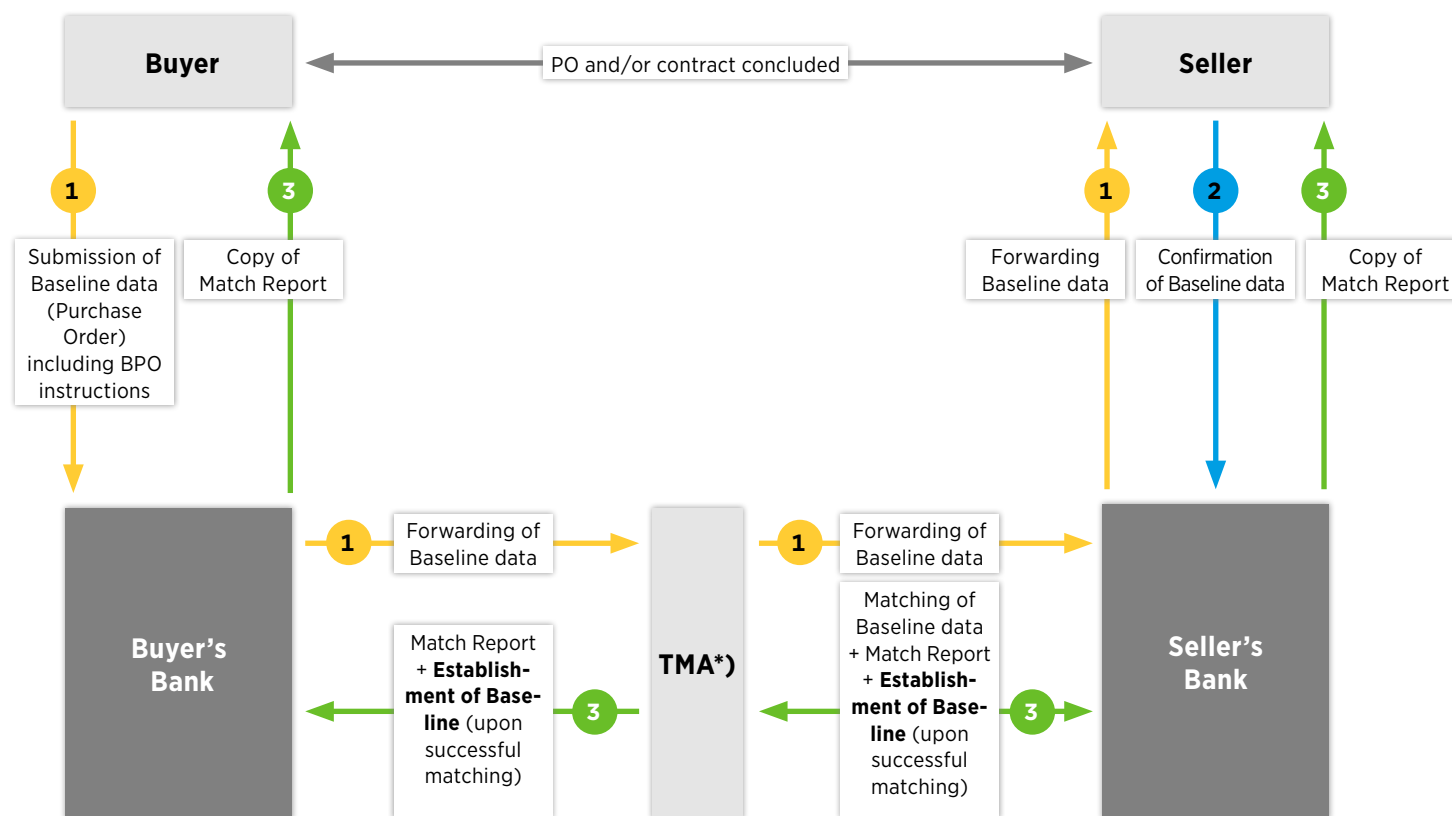 Buyer
PO and/or contract concluded
Seller
1
3
1
2
3
Submission of
Baseline data
(Purchase
Order)
including BPO
instructions
Copy of
Match Report
Forwarding
Baseline data
Confirmation
of Baseline data
Copy of
Match Report
Buyer’s
Bank
1
Forwarding of
Baseline data
TMA*)
1
Forwarding of
Baseline data
Seller’s
Bank
Match Report
+ Establish-
ment of Base-
line (upon
successful
matching)
3
Matching of
Baseline data
+ Match Report
+ Establish-
ment of Base-
line (upon
successful
matching)
3